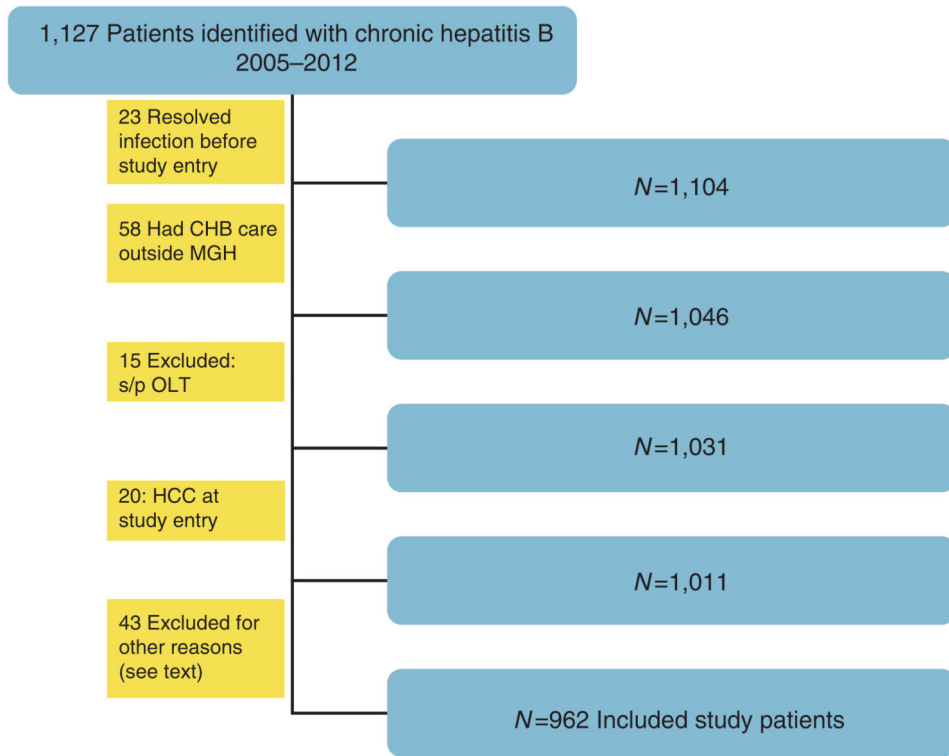 1,127 Patients identified with chronic hepatitis B
2005–2012
23 Resolved
infection before
study entry
N=1,104
58 Had CHB care
outside MGH
N=1,046
15 Excluded:
s/p OLT
N=1,031
20: HCC at
study entry
N=1,011
43 Excluded for
other reasons
(see text)
N=962 Included study patients